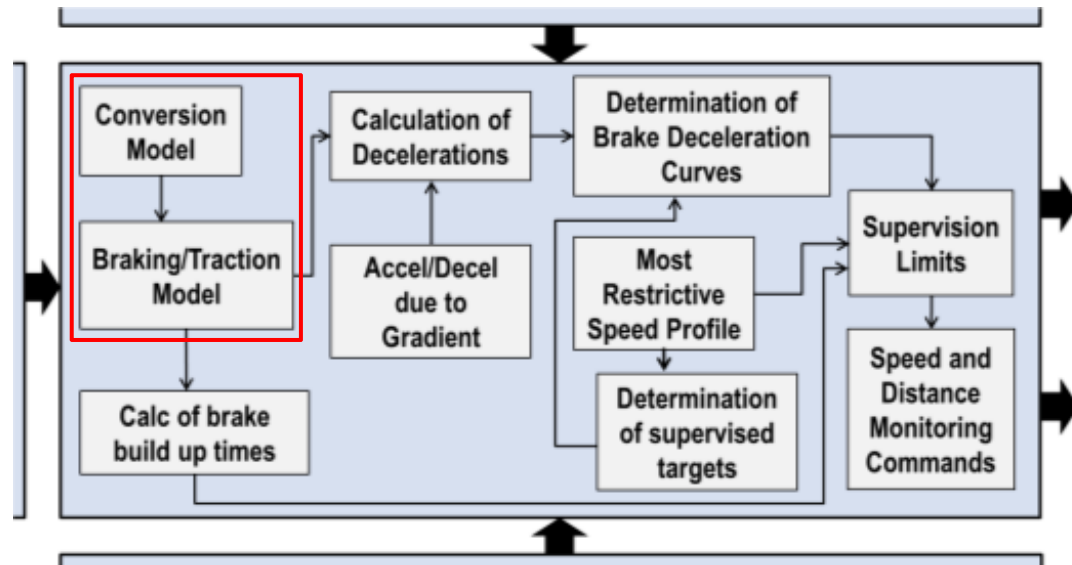 Conversion
Model
Braking/Traction
Model
Calc of brake
build up times
Calculation of
Decelerations
Accel/Decel
due to
Gradient
Determination of
Brake Deceleration
Curves
Most
Restrictive
Speed Profile
Determination
of supervised
targets
Supervision
Limits
Speed and
Distance
Monitoring
Commands